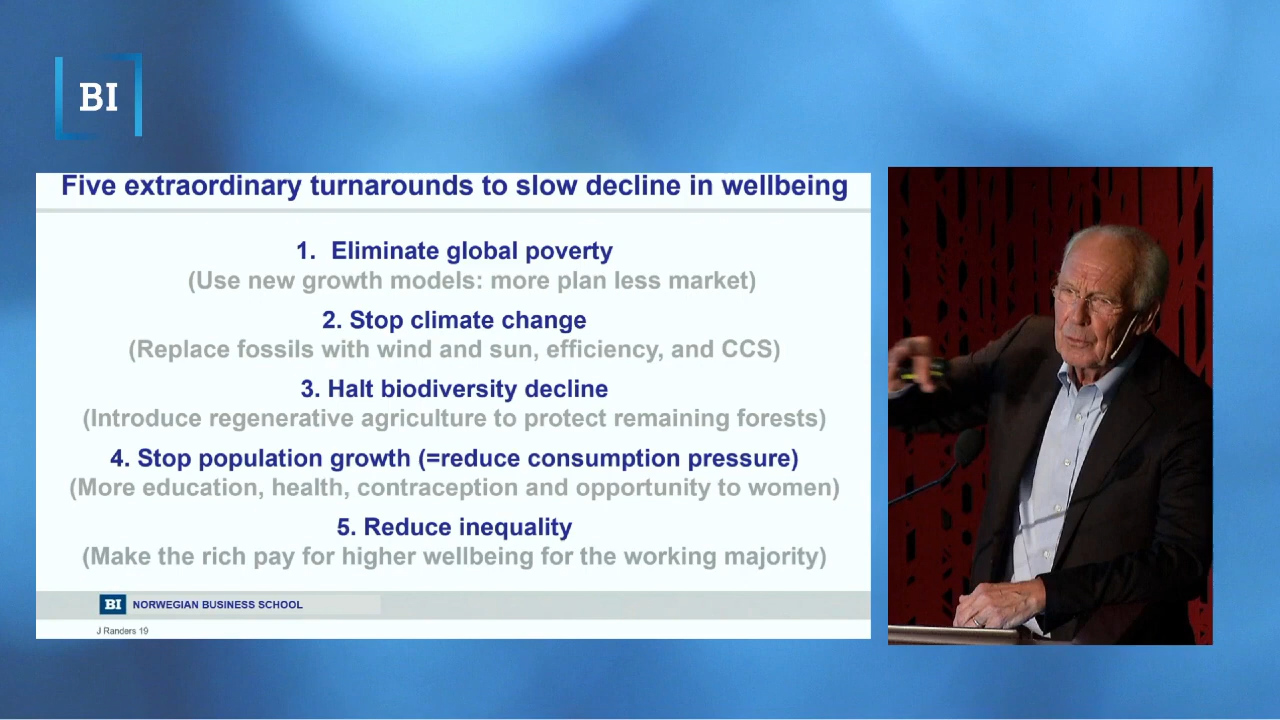 BI
Five extraordinary turnarounds to slow decline in wellbeing
1. Eliminate global poverty
(Use new growth models: more plan less market)
2. Stop climate change
(Replace fossils with wind and sun, efficiency, and CCS)
3. Halt biodiversity decline
(Introduce regenerative agriculture to protect remaining forests)
4. Stop population growth (=reduce consumption pressure)
(More education, health, contraception and opportunity to women)
5. Reduce inequality
(Make the rich pay for higher wellbeing for the working majority)
BI NORWEGIAN BUSINESS SCHOOL
J Randers 19